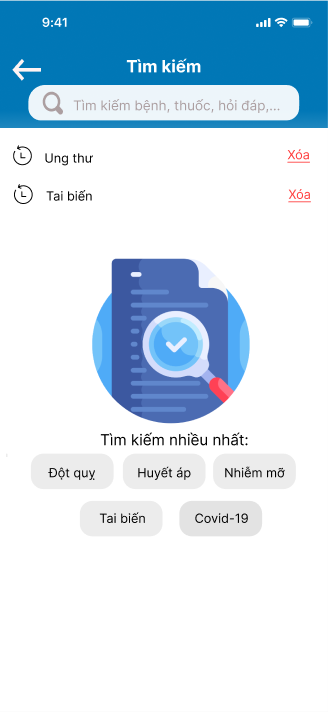 9:41
Tìm kiếm
Tìm kiếm bệnh, thuốc, hỏi đáp,...
Ung thư Xóa
Tai biến Xóa
Tìm kiếm nhiều nhất:
Đột quỵ Huyết áp Nhiễm mỡ
Tai biến Covid-19